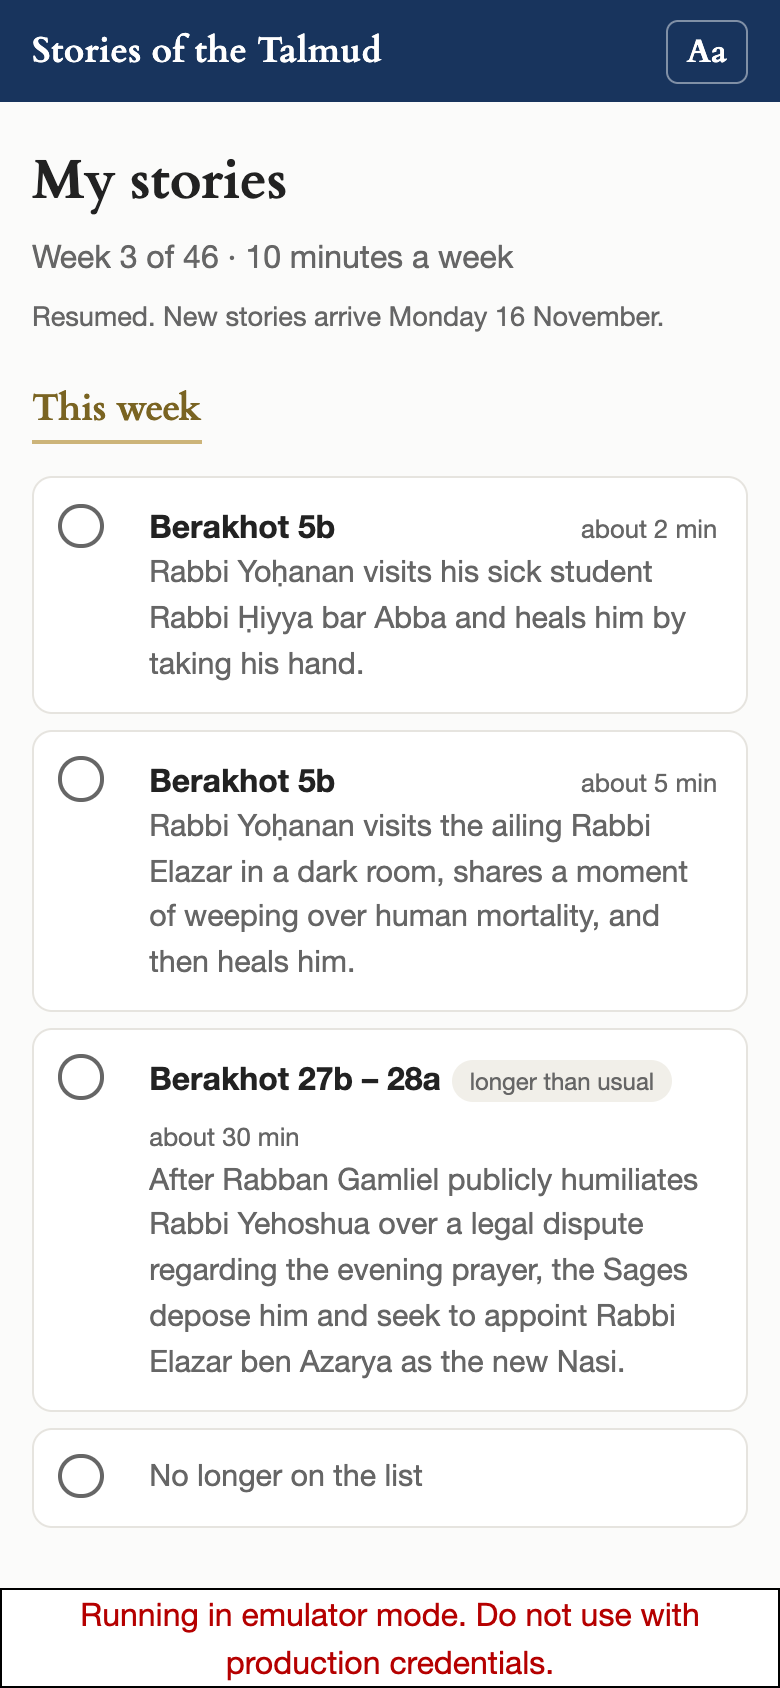 Stories of the Talmud
Aa
My stories
Week 3 of 46 · 10 minutes a week
Resumed. New stories arrive Monday 16 November.
This week
Berakhot 5b about 2 min
Rabbi Yoḥanan visits his sick student
Rabbi Ḥiyya bar Abba and heals him by
taking his hand.
Berakhot 5b about 5 min
Rabbi Yoḥanan visits the ailing Rabbi
Elazar in a dark room, shares a moment
of weeping over human mortality, and
then heals him.
Berakhot 27b – 28a longer than usual
about 30 min
After Rabban Gamliel publicly humiliates
Rabbi Yehoshua over a legal dispute
regarding the evening prayer, the Sages
depose him and seek to appoint Rabbi
Elazar ben Azarya as the new Nasi.
No longer on the list
Running in emulator mode. Do not use with
production credentials.